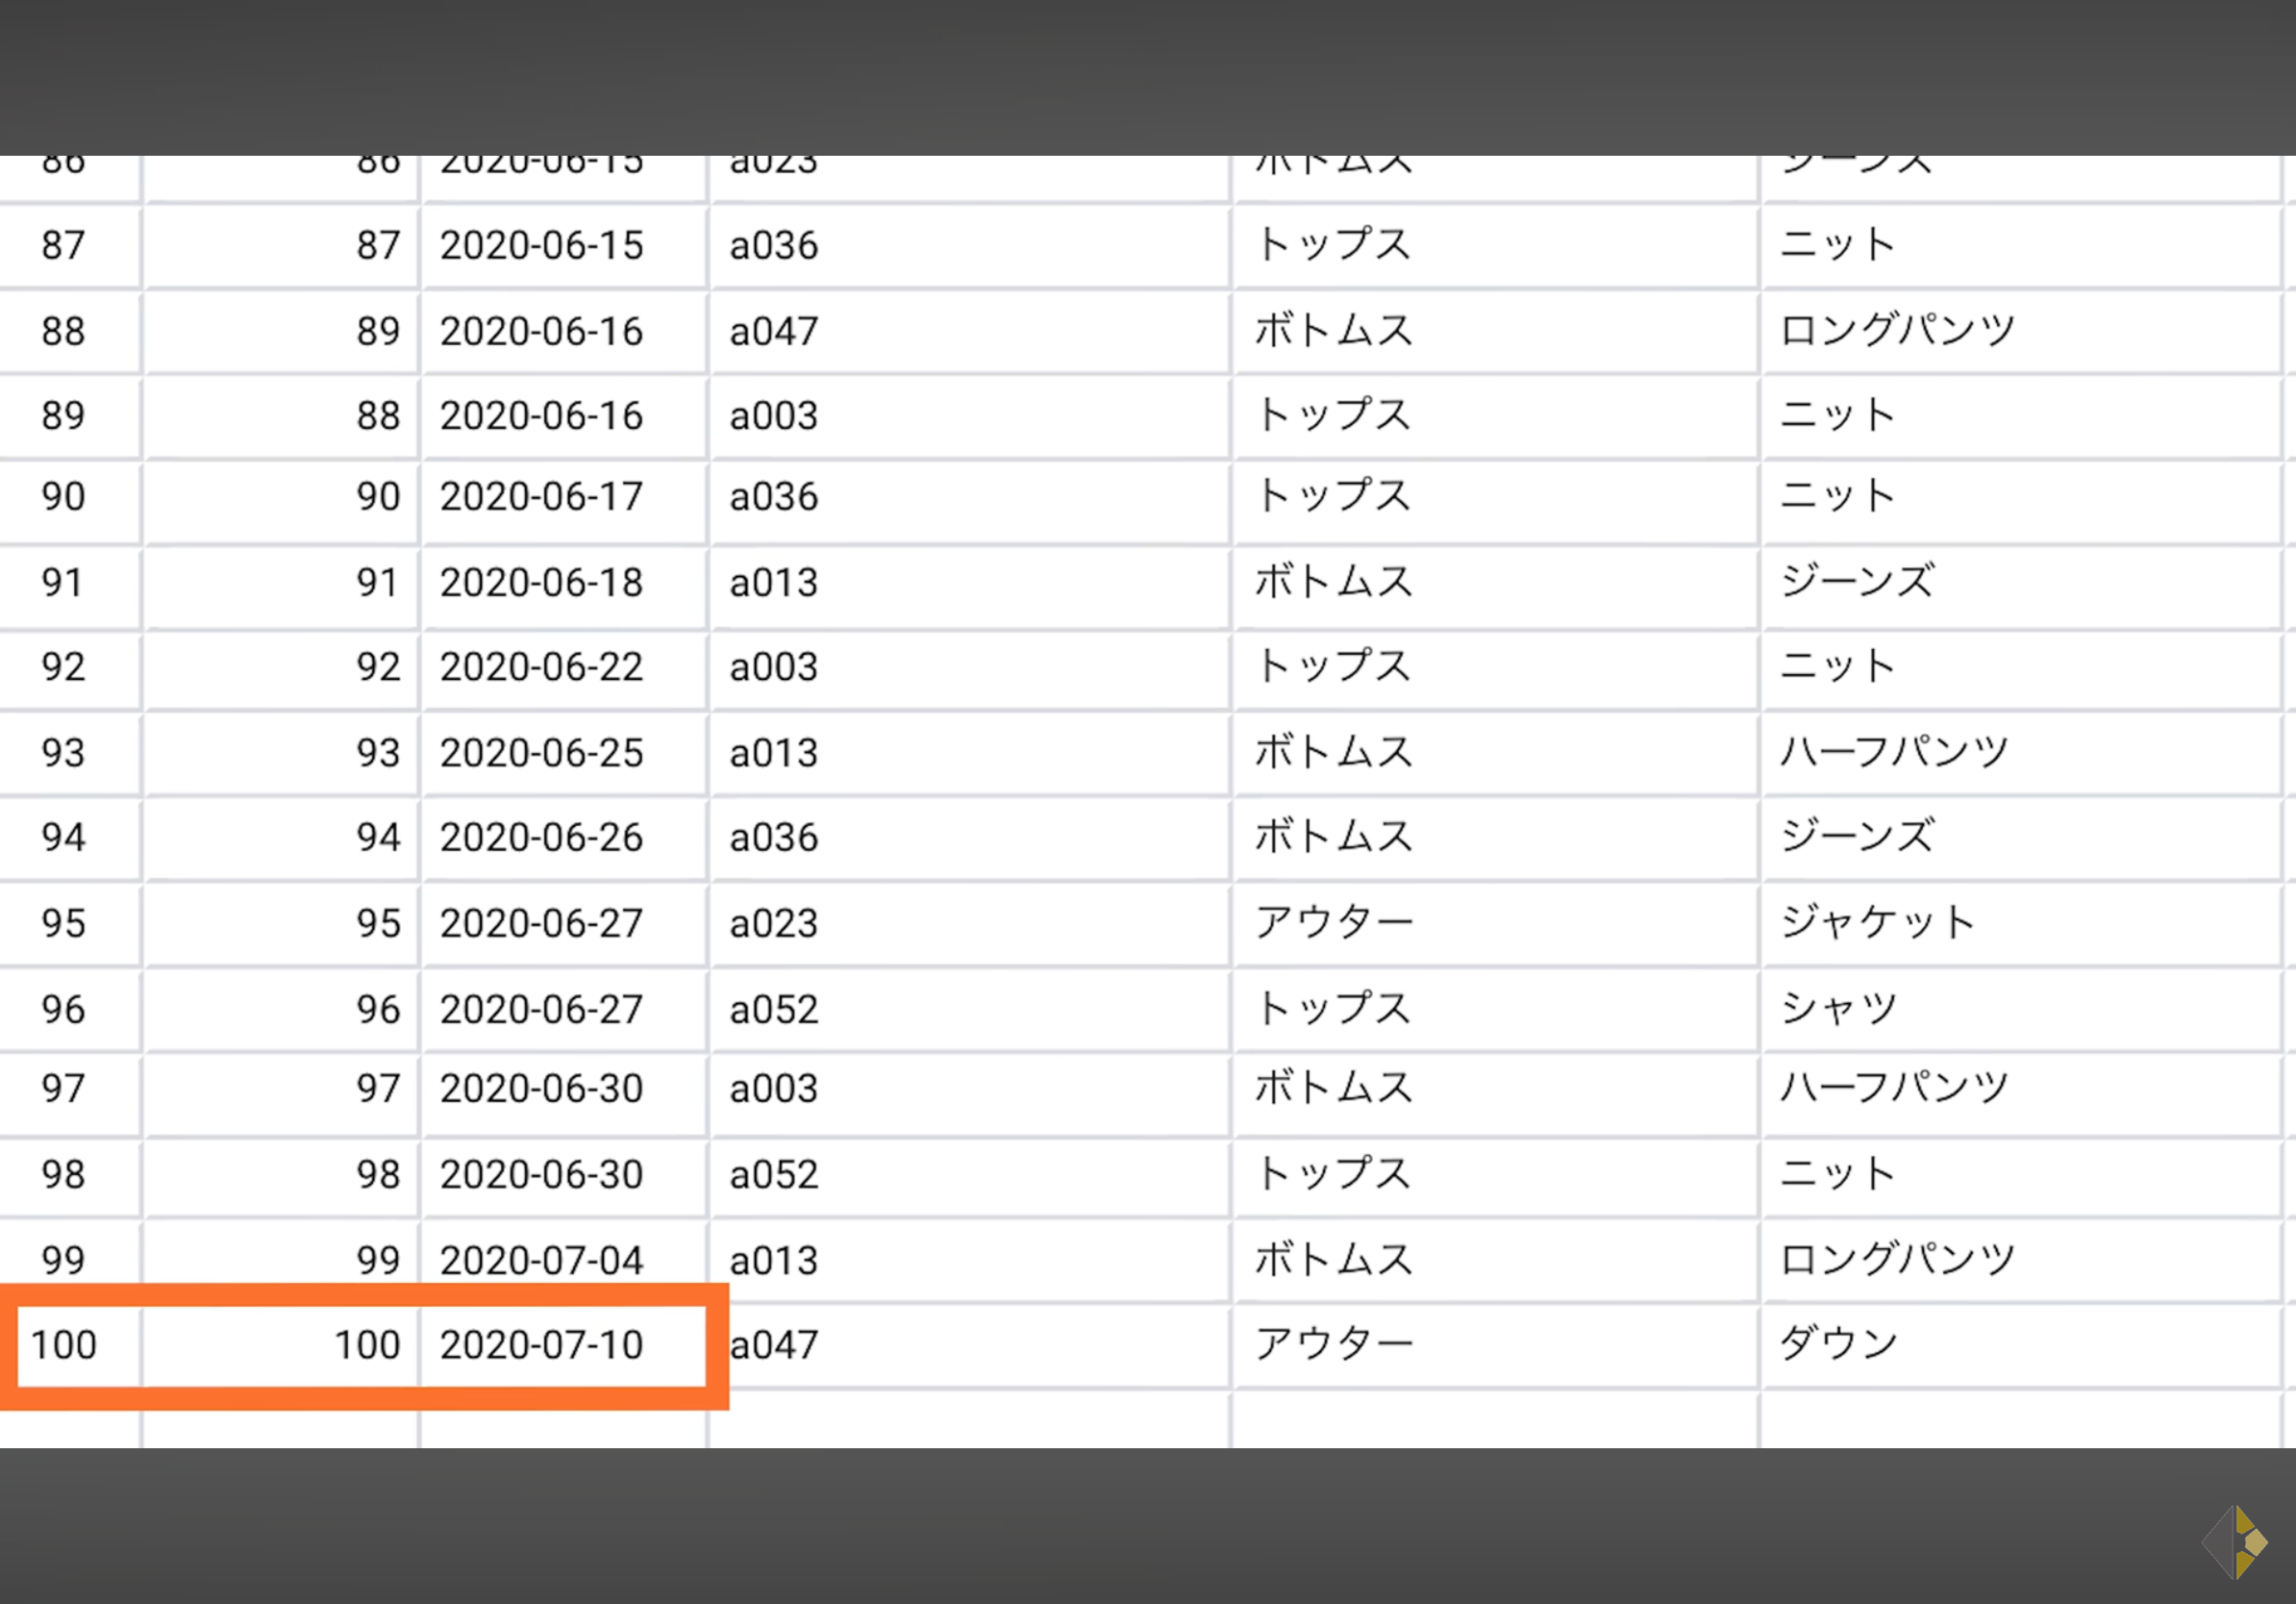 86 86 2020-06-15 a023 ボトムス ジーンズ
87 87 2020-06-15 a036 トップス ニット
88 89 2020-06-16 a047 ボトムス ロングパンツ
89 88 2020-06-16 a003 トップス ニット
90 90 2020-06-17 a036 トップス ニット
91 91 2020-06-18 a013 ボトムス ジーンズ
92 92 2020-06-22 a003 トップス ニット
93 93 2020-06-25 a013 ボトムス ハーフパンツ
94 94 2020-06-26 a036 ボトムス ジーンズ
95 95 2020-06-27 a023 アウター ジャケット
96 96 2020-06-27 a052 トップス シャツ
97 97 2020-06-30 a003 ボトムス ハーフパンツ
98 98 2020-06-30 a052 トップス ニット
99 99 2020-07-04 a013 ボトムス ロングパンツ
100 100 2020-07-10 a047 アウター ダウン